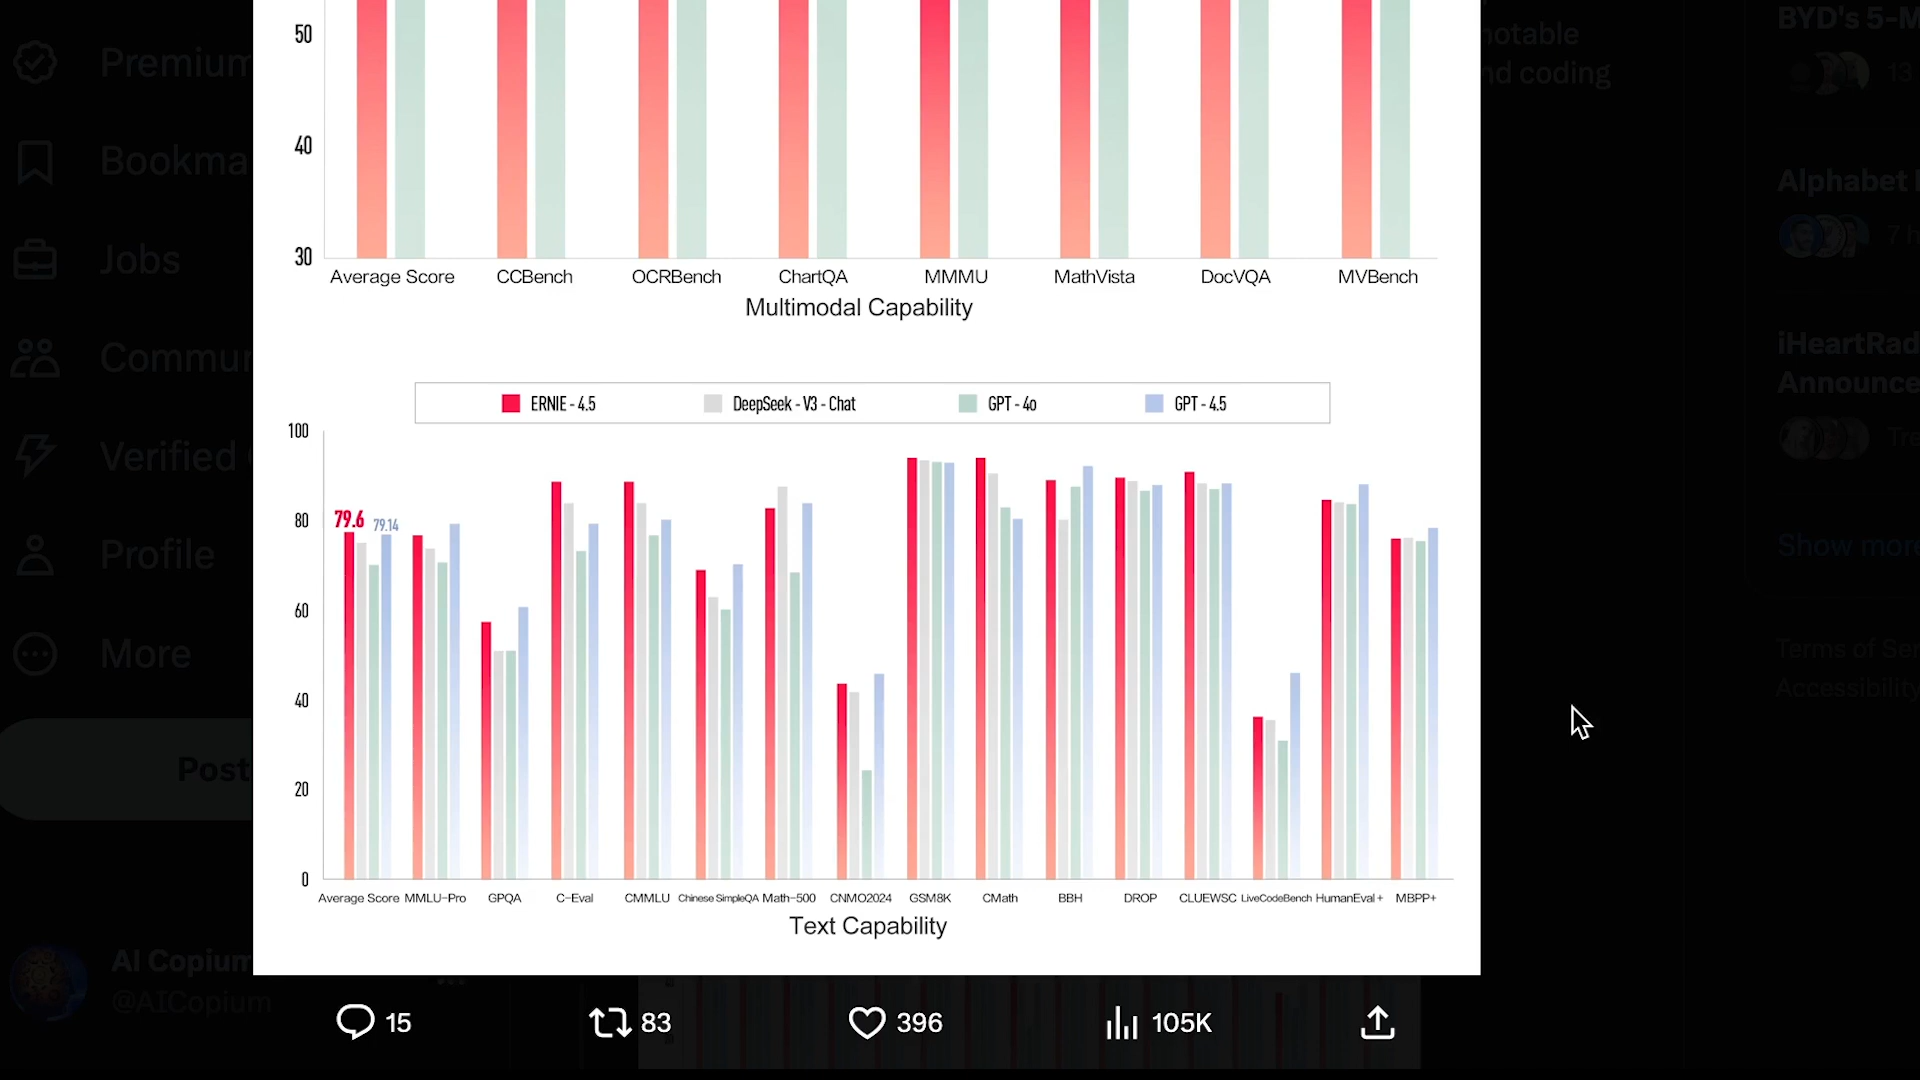 Premium
Bookma
Jobs
Commun
Verified
Profile
More
Post
AI Copium
@AICopium
50
40
30
Average Score CCBench OCRBench ChartQA MMMU MathVista DocVQA MVBench
Multimodal Capability
ERNIE - 4.5 DeepSeek - V3 - Chat GPT - 4o GPT - 4.5
100
80
60
40
20
0
79.6 79.14
Average Score MMLU-Pro GPQA C-Eval CMMLU Chinese SimpleQA Math-500 CNMO2024 GSM8K CMath BBH DROP CLUEWSC LiveCodeBench HumanEval+ MBPP+
Text Capability
15 83 396 105K
notable
nd coding
BYD's 5-M
13
Alphabet
7 h
iHeartRad
Announce
Tre
Show more
Terms of Ser
Accessibility